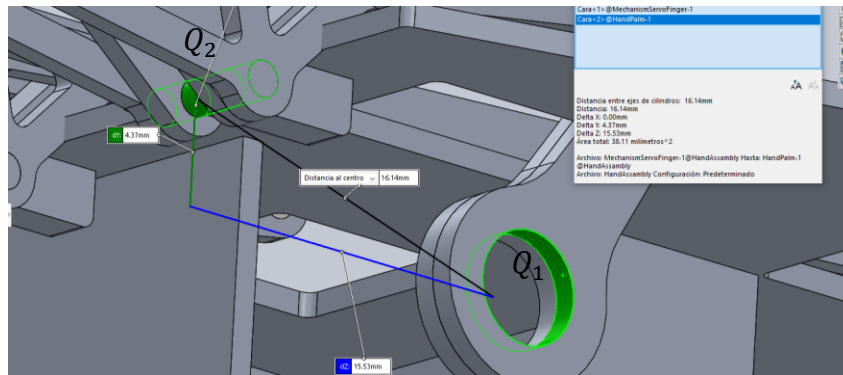 Cara<1>@MechanismServoFinger-1
Cara<2>@HandPalm-1
Q2
dY: 4.37mm
Distancia al centro 16.14mm
Q1
dZ: 15.53mm
Distancia entre ejes de cilindros: 16.14mm
Distancia: 16.14mm
Delta X: 0.00mm
Delta Y: 4.37mm
Delta Z: 15.53mm
Área total: 38.11 milímetros^2
Archivo: MechanismServoFinger-1@HandAssembly Hasta: HandPalm-1
@HandAssembly
Archivo: HandAssembly Configuración: Predeterminado